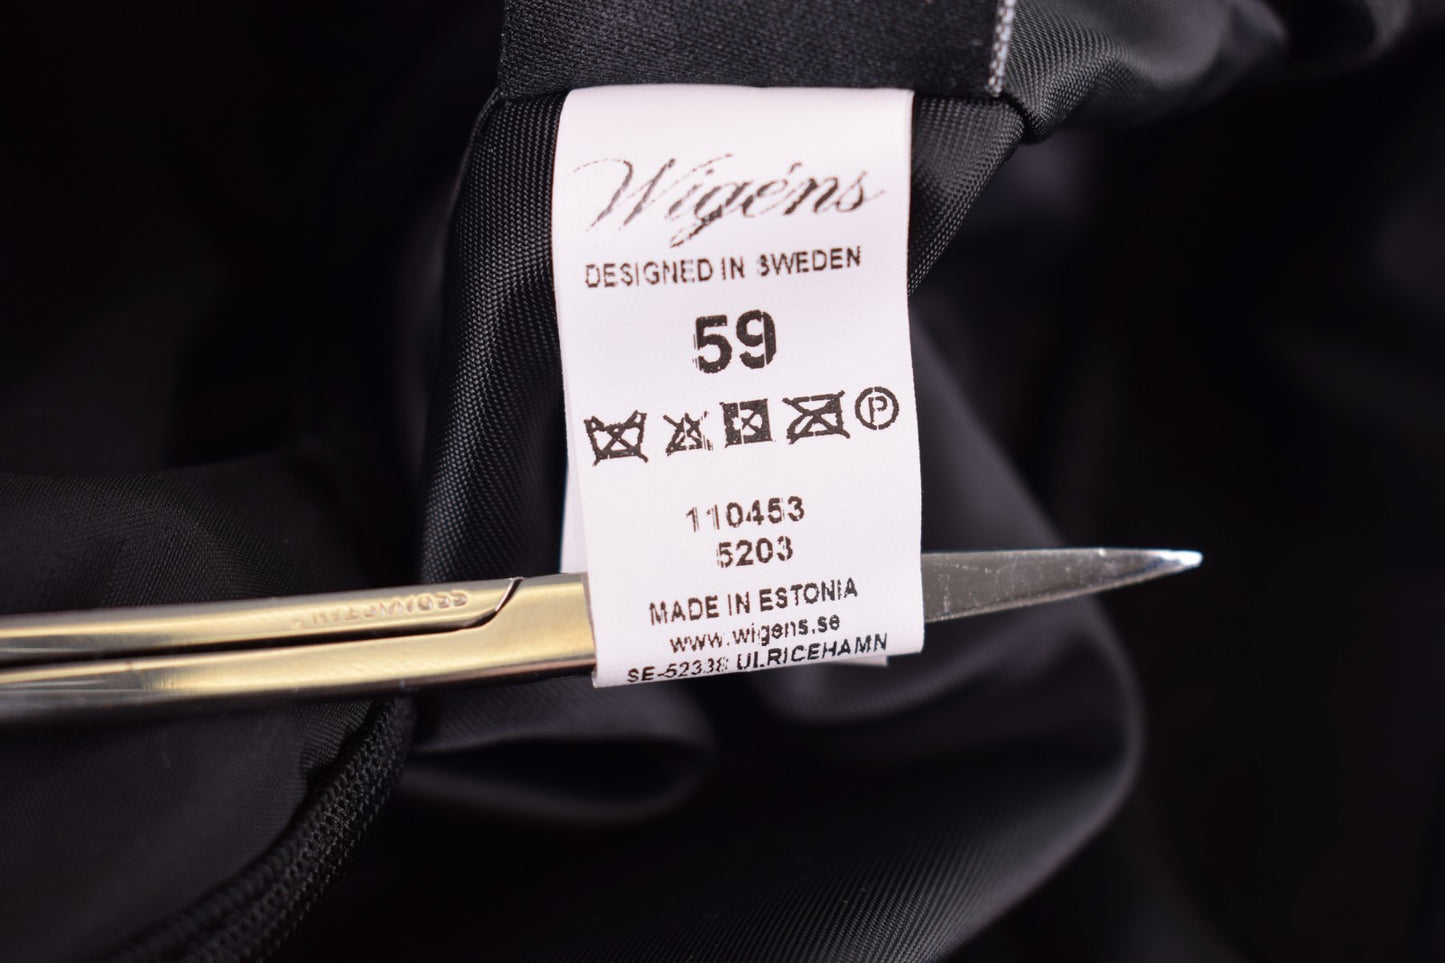 Wigéns
DESIGNED IN SWEDEN
59
P
110453
5203
MADE IN ESTONIA
www.wigens.se
SE-52338 ULRICEHAMN